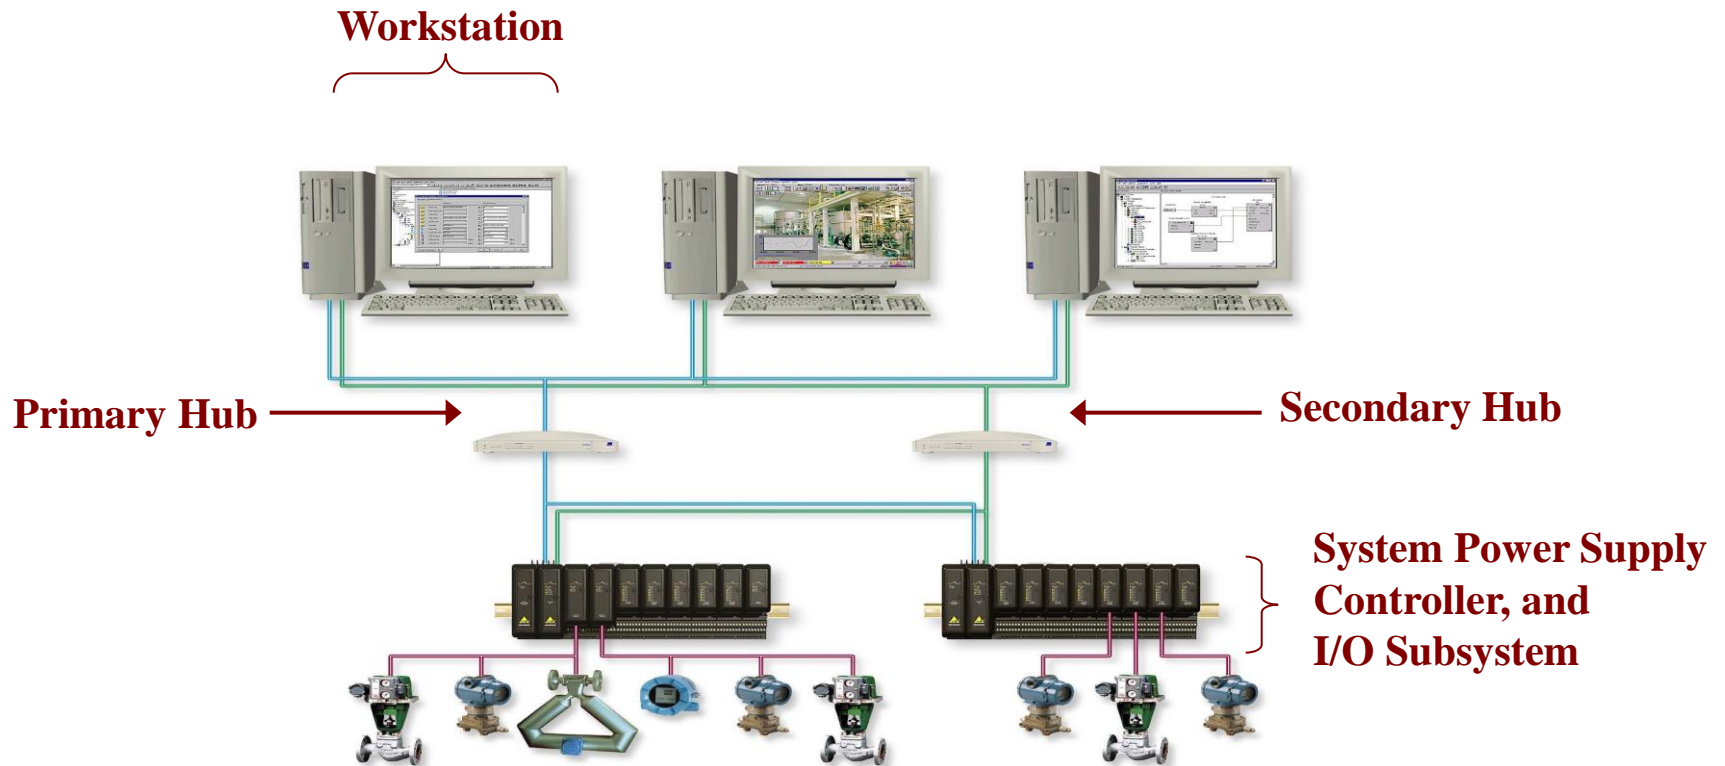 Workstation
Primary Hub
Secondary Hub
System Power Supply
Controller, and
I/O Subsystem